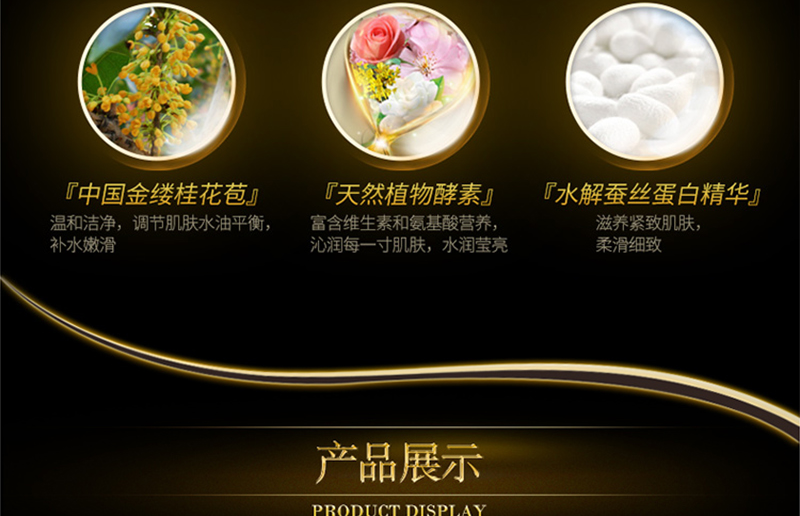 『中国金缕桂花苞』
温和洁净，调节肌肤水油平衡，
补水嫩滑
『天然植物酵素』
富含维生素和氨基酸营养，
沁润每一寸肌肤，水润莹亮
『水解蚕丝蛋白精华』
滋养紧致肌肤，
柔滑细致
产品展示
PRODUCT DISPLAY